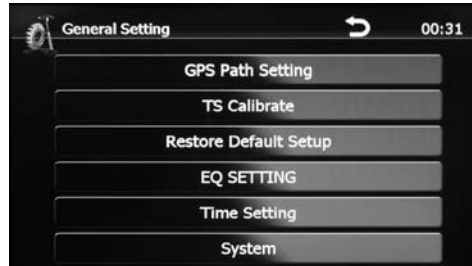 General Setting 00:31
GPS Path Setting
TS Calibrate
Restore Default Setup
EQ SETTING
Time Setting
System